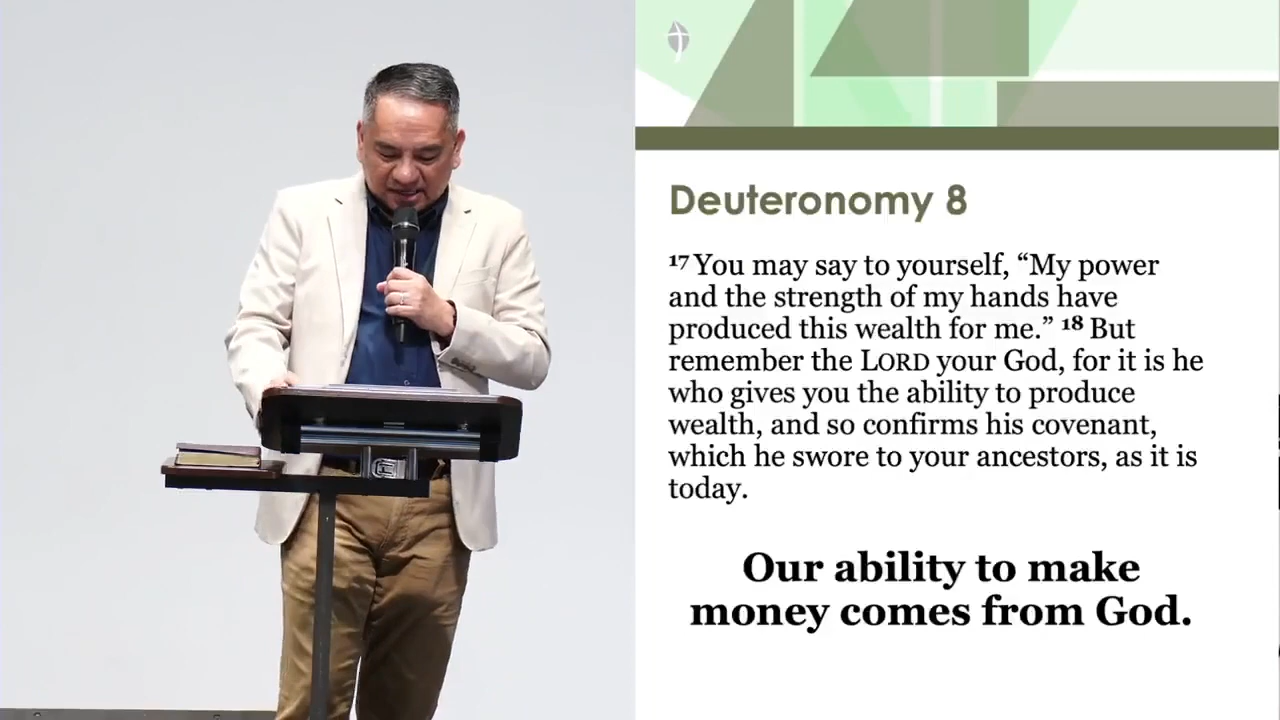 Deuteronomy 8
¹⁷ You may say to yourself, “My power
and the strength of my hands have
produced this wealth for me.” ¹⁸ But
remember the LORD your God, for it is he
who gives you the ability to produce
wealth, and so confirms his covenant,
which he swore to your ancestors, as it is
today.
Our ability to make
money comes from God.